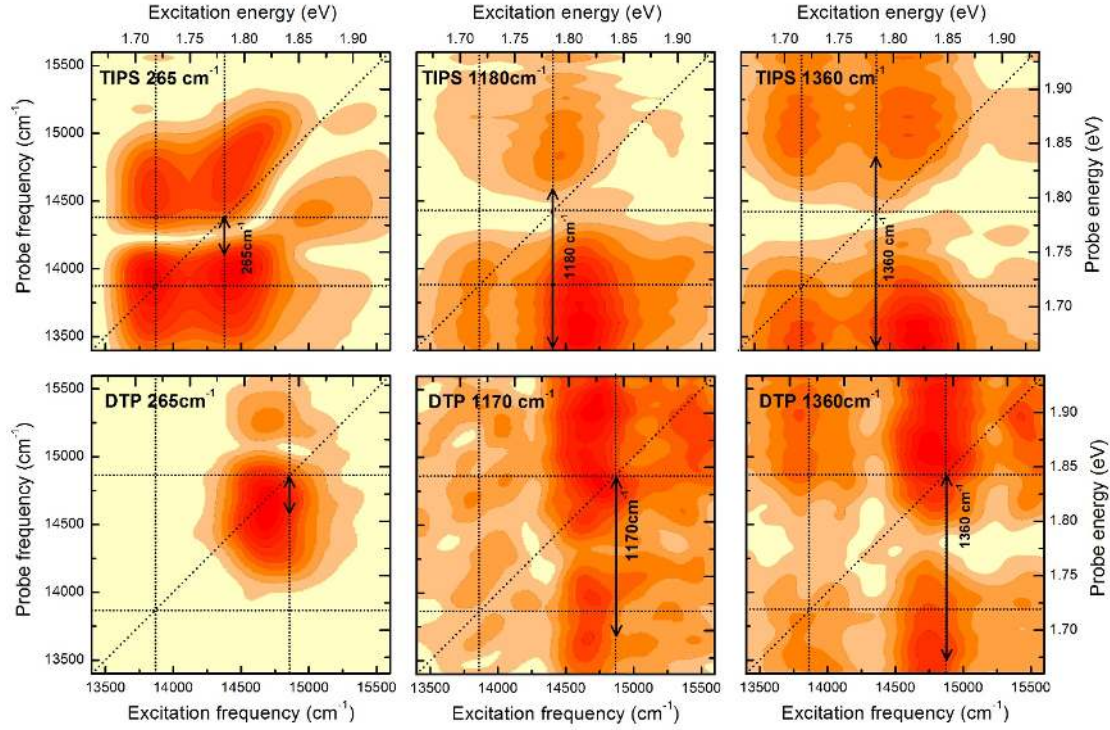 Excitation energy (eV) Excitation energy (eV) Excitation energy (eV)
1.70 1.75 1.80 1.85 1.90 1.70 1.75 1.80 1.85 1.90 1.70 1.75 1.80 1.85 1.90
TIPS 265 cm⁻¹ TIPS 1180cm⁻¹ TIPS 1360 cm⁻¹
15500
15000
14500
14000
13500
Probe frequency (cm⁻¹)
265cm⁻¹
1180 cm⁻¹
1360 cm⁻¹
1.90
1.85
1.80
1.75
1.70
Probe energy (eV)
DTP 265cm⁻¹ DTP 1170 cm⁻¹ DTP 1360cm⁻¹
15500
15000
14500
14000
13500
Probe frequency (cm⁻¹)
1170cm⁻¹
1360 cm⁻¹
1.90
1.85
1.80
1.75
1.70
Probe energy (eV)
13500 14000 14500 15000 15500 13500 14000 14500 15000 15500 13500 14000 14500 15000 15500
Excitation frequency (cm⁻¹) Excitation frequency (cm⁻¹) Excitation frequency (cm⁻¹)